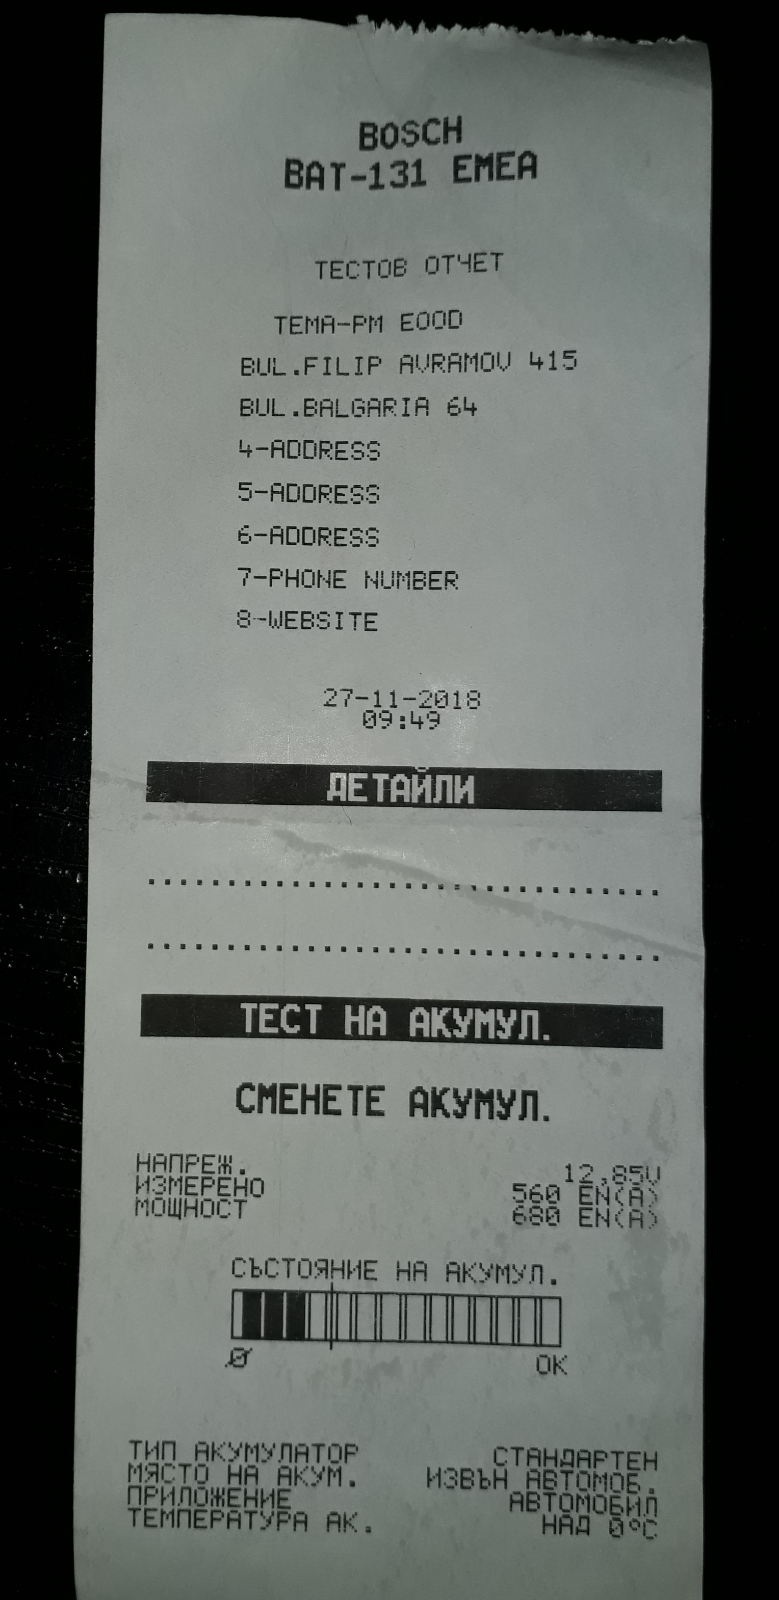 BOSCH
BAT-131 EMEA
ТЕСТОВ ОТЧЕТ
TEMA-PM EOOD
BUL.FILIP AVRAMOV 415
BUL.BALGARIA 64
4-ADDRESS
5-ADDRESS
6-ADDRESS
7-PHONE NUMBER
8-WEBSITE
27-11-2018
09:49
ДЕТАЙЛИ
ТЕСТ НА АКУМУЛ.
СМЕНЕТЕ АКУМУЛ.
НАПРЕЖ. 12,85V
ИЗМЕРЕНО 560 EN(A)
МОЩНОСТ 680 EN(A)
СЪСТОЯНИЕ НА АКУМУЛ.
0 OK
ТИП АКУМУЛАТОР СТАНДАРТЕН
МЯСТО НА АКУМ. ИЗВЪН АВТОМОБ.
ПРИЛОЖЕНИЕ АВТОМОБИЛ
ТЕМПЕРАТУРА АК. НАД 0°C